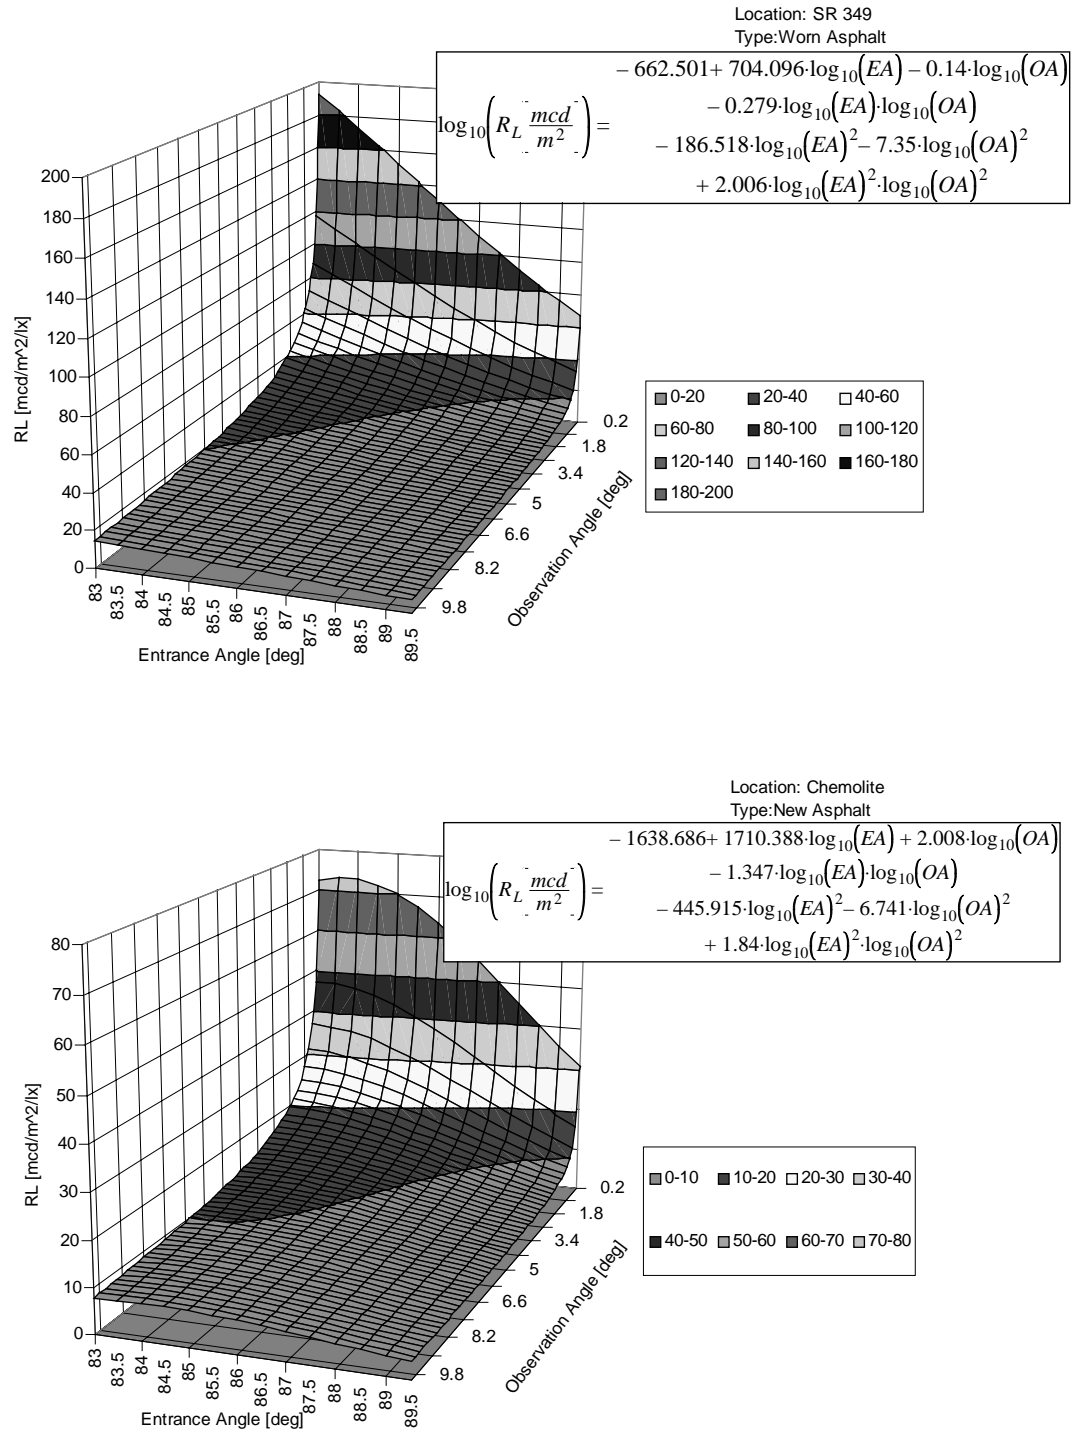 Location: SR 349
Type:Worn Asphalt
− 662.501+ 704.096·log10(EA) − 0.14·log10(OA)
− 0.279·log10(EA)·log10(OA)
log10(RL mcd/m²) =
− 186.518·log10(EA)² − 7.35·log10(OA)²
+ 2.006·log10(EA)²·log10(OA)²
200
180
160
140
120
100
80
60
40
20
0
RL [mcd/m^2/lx]
83
83.5
84
84.5
85
85.5
86
86.5
87
87.5
88
88.5
89
89.5
Entrance Angle [deg]
0.2
1.8
3.4
5
6.6
8.2
9.8
Observation Angle [deg]
0-20 20-40 40-60
60-80 80-100 100-120
120-140 140-160 160-180
180-200
Location: Chemolite
Type:New Asphalt
− 1638.686+ 1710.388·log10(EA) + 2.008·log10(OA)
− 1.347·log10(EA)·log10(OA)
log10(RL mcd/m²) =
− 445.915·log10(EA)² − 6.741·log10(OA)²
+ 1.84·log10(EA)²·log10(OA)²
80
70
60
50
40
30
20
10
0
RL [mcd/m^2/lx]
83
83.5
84
84.5
85
85.5
86
86.5
87
87.5
88
88.5
89
89.5
Entrance Angle [deg]
0.2
1.8
3.4
5
6.6
8.2
9.8
Observation Angle [deg]
0-10 10-20 20-30 30-40
40-50 50-60 60-70 70-80